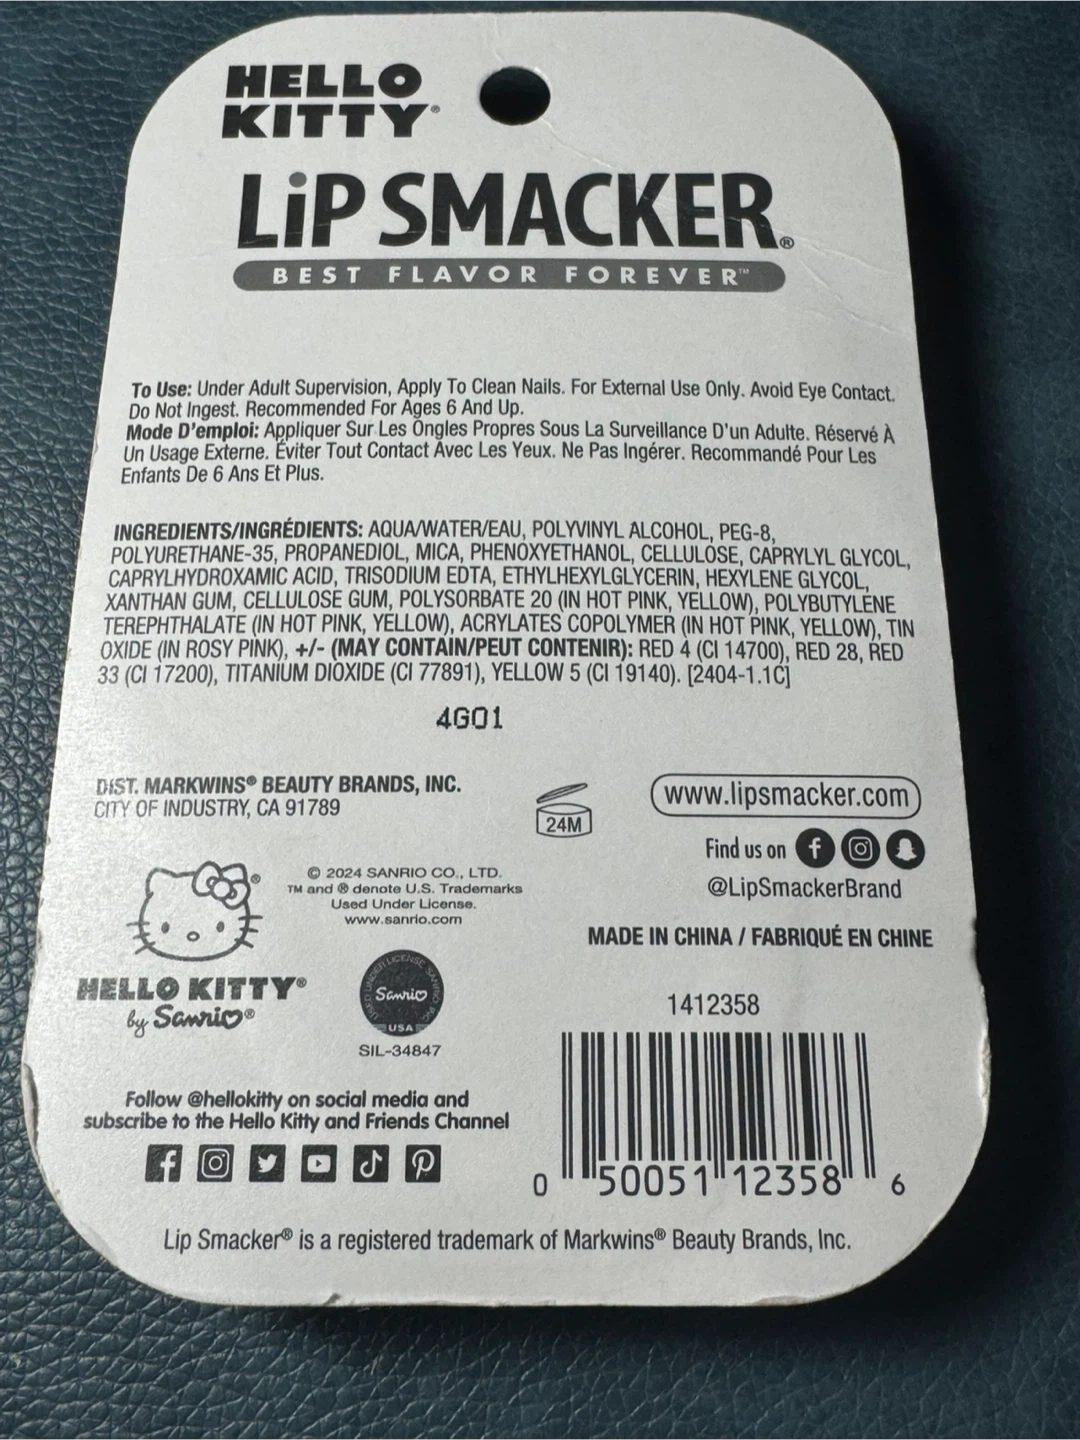 HELLO
KITTY®
LiP SMACKER®
BEST FLAVOR FOREVER™
To Use: Under Adult Supervision, Apply To Clean Nails. For External Use Only. Avoid Eye Contact.
Do Not Ingest. Recommended For Ages 6 And Up.
Mode D'emploi: Appliquer Sur Les Ongles Propres Sous La Surveillance D'un Adulte. Réservé À
Un Usage Externe. Éviter Tout Contact Avec Les Yeux. Ne Pas Ingérer. Recommandé Pour Les
Enfants De 6 Ans Et Plus.
INGREDIENTS/INGRÉDIENTS: AQUA/WATER/EAU, POLYVINYL ALCOHOL, PEG-8,
POLYURETHANE-35, PROPANEDIOL, MICA, PHENOXYETHANOL, CELLULOSE, CAPRYLYL GLYCOL,
CAPRYLHYDROXAMIC ACID, TRISODIUM EDTA, ETHYLHEXYLGLYCERIN, HEXYLENE GLYCOL,
XANTHAN GUM, CELLULOSE GUM, POLYSORBATE 20 (IN HOT PINK, YELLOW), POLYBUTYLENE
TEREPHTHALATE (IN HOT PINK, YELLOW), ACRYLATES COPOLYMER (IN HOT PINK, YELLOW), TIN
OXIDE (IN ROSY PINK), +/- (MAY CONTAIN/PEUT CONTENIR): RED 4 (CI 14700), RED 28, RED
33 (CI 17200), TITANIUM DIOXIDE (CI 77891), YELLOW 5 (CI 19140). [2404-1.1C]
4G01
DIST. MARKWINS® BEAUTY BRANDS, INC.
CITY OF INDUSTRY, CA 91789
24M
www.lipsmacker.com
Find us on
@LipSmackerBrand
© 2024 SANRIO CO., LTD.
TM and ® denote U.S. Trademarks
Used Under License.
www.sanrio.com
MADE IN CHINA / FABRIQUÉ EN CHINE
HELLO KITTY®
by Sanrio®
USED UNDER LICENSE SANRIO
Sanrio
USA
SIL-34847
1412358
0 50051 12358 6
Follow @hellokitty on social media and
subscribe to the Hello Kitty and Friends Channel
Lip Smacker® is a registered trademark of Markwins® Beauty Brands, Inc.